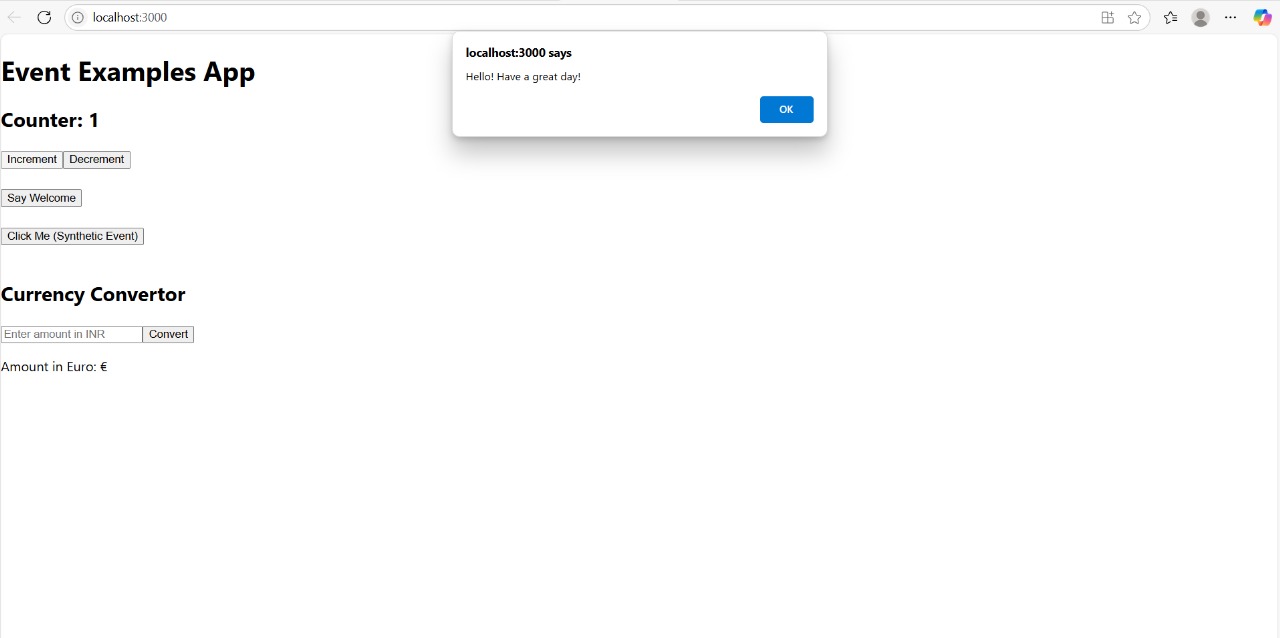 localhost:3000
localhost:3000 says
Hello! Have a great day!
OK
Event Examples App
Counter: 1
Increment Decrement
Say Welcome
Click Me (Synthetic Event)
Currency Convertor
Enter amount in INR Convert
Amount in Euro: €